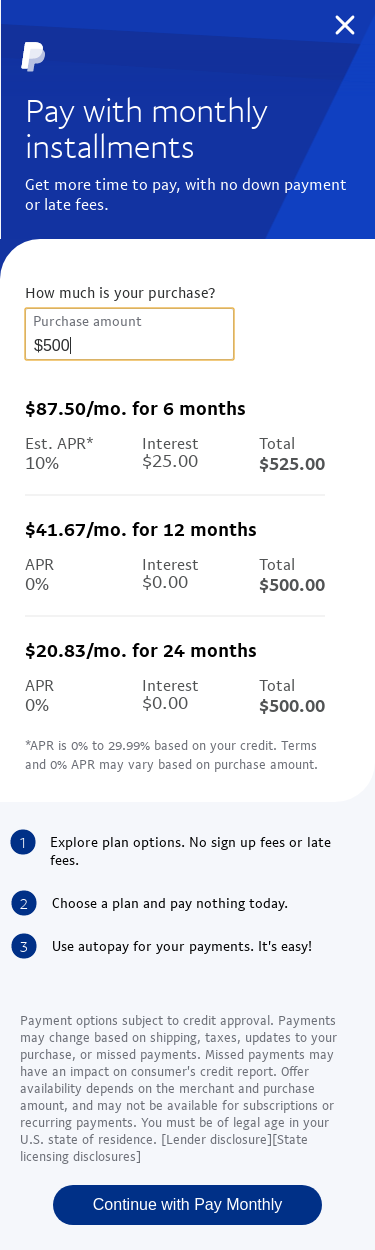 Pay with monthly
installments
Get more time to pay, with no down payment
or late fees.
How much is your purchase?
Purchase amount
$500
$87.50/mo. for 6 months
Est. APR* Interest Total
10% $25.00 $525.00
$41.67/mo. for 12 months
APR Interest Total
0% $0.00 $500.00
$20.83/mo. for 24 months
APR Interest Total
0% $0.00 $500.00
*APR is 0% to 29.99% based on your credit. Terms
and 0% APR may vary based on purchase amount.
1 Explore plan options. No sign up fees or late
fees.
2 Choose a plan and pay nothing today.
3 Use autopay for your payments. It's easy!
Payment options subject to credit approval. Payments
may change based on shipping, taxes, updates to your
purchase, or missed payments. Missed payments may
have an impact on consumer's credit report. Offer
availability depends on the merchant and purchase
amount, and may not be available for subscriptions or
recurring payments. You must be of legal age in your
U.S. state of residence. [Lender disclosure][State
licensing disclosures]
Continue with Pay Monthly